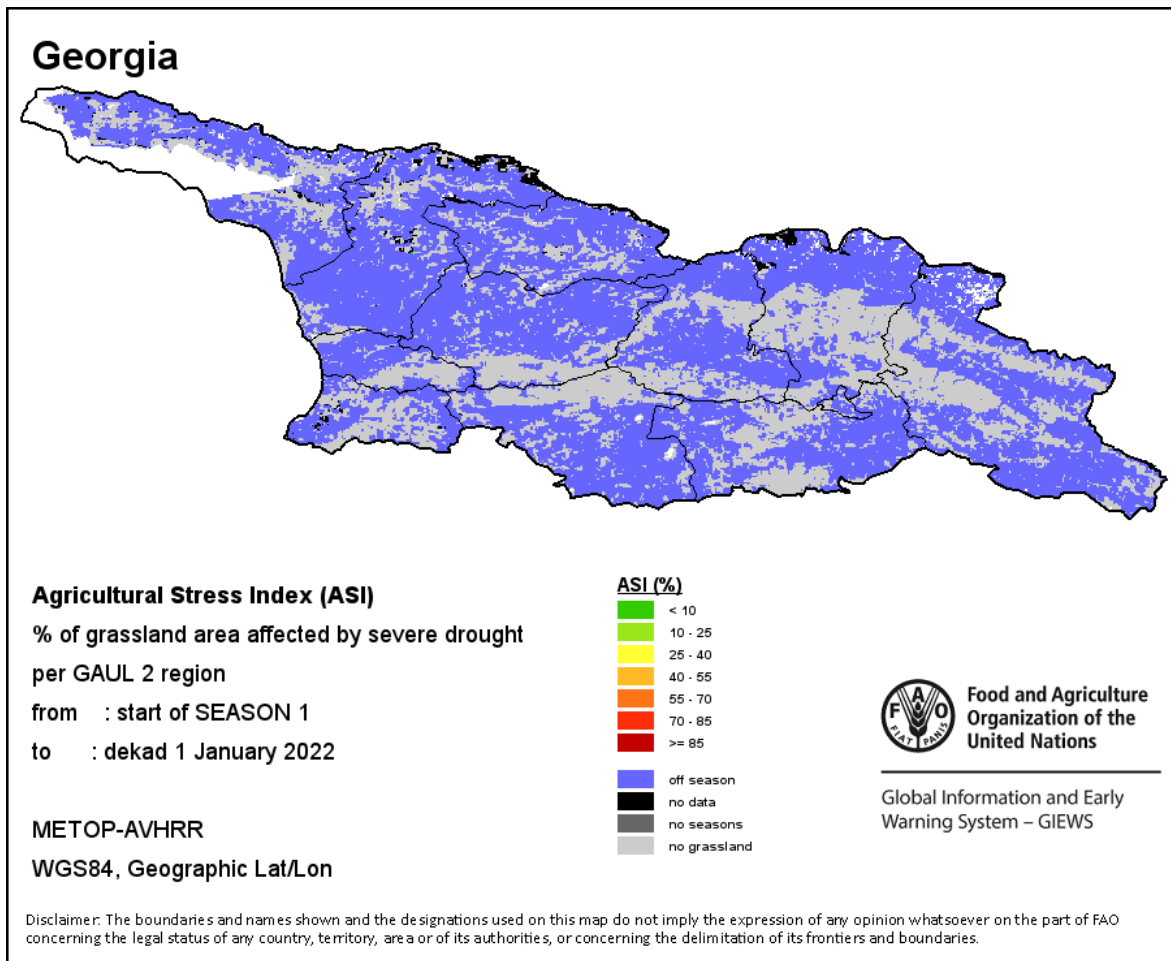 Georgia
Agricultural Stress Index (ASI)
% of grassland area affected by severe drought
per GAUL 2 region
from : start of SEASON 1
to : dekad 1 January 2022
METOP-AVHRR
WGS84, Geographic Lat/Lon
ASI (%)
< 10
10 - 25
25 - 40
40 - 55
55 - 70
70 - 85
>= 85
off season
no data
no seasons
no grassland
F A O
FIAT PANIS
Food and Agriculture
Organization of the
United Nations
Global Information and Early
Warning System – GIEWS
Disclaimer: The boundaries and names shown and the designations used on this map do not imply the expression of any opinion whatsoever on the part of FAO
concerning the legal status of any country, territory, area or of its authorities, or concerning the delimitation of its frontiers and boundaries.